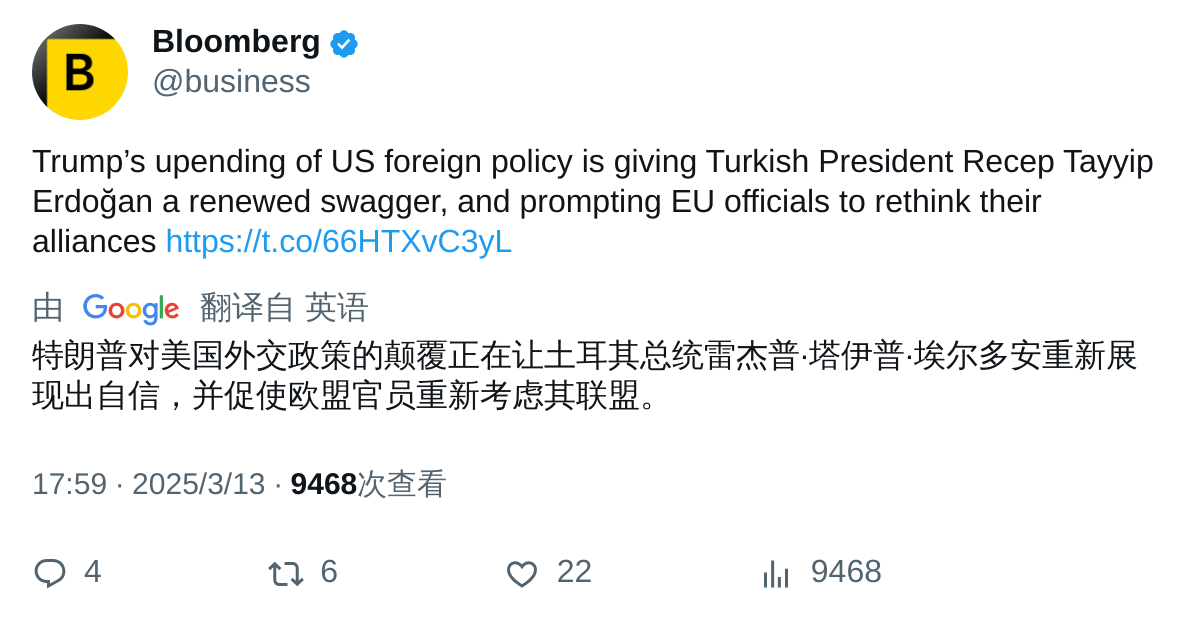 B
Bloomberg
@business
Trump’s upending of US foreign policy is giving Turkish President Recep Tayyip
Erdoğan a renewed swagger, and prompting EU officials to rethink their
alliances https://t.co/66HTXvC3yL
由 Google 翻译自 英语
特朗普对美国外交政策的颠覆正在让土耳其总统雷杰普·塔伊普·埃尔多安重新展
现出自信，并促使欧盟官员重新考虑其联盟。
17:59 · 2025/3/13 · 9468次查看
4 6 22 9468